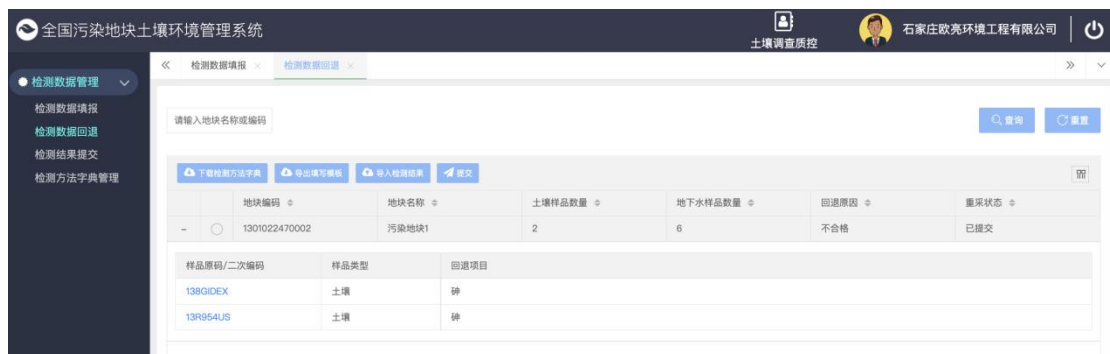 全国污染地块土壤环境管理系统
土壤调查质控
石家庄欧亮环境工程有限公司
检测数据管理
检测数据填报
检测数据回退
检测结果提交
检测方法字典管理
检测数据填报 × 检测数据回退 ×
请输入地块名称或编码
查询 重置
下载检测方法字典 导出填写模板 导入检测结果 提交
地块编码 地块名称 土壤样品数量 地下水样品数量 回退原因 重采状态
1301022470002 污染地块1 2 6 不合格 已提交
样品原码/二次编码 样品类型 回退项目
138GIDEX 土壤 砷
13R954US 土壤 砷